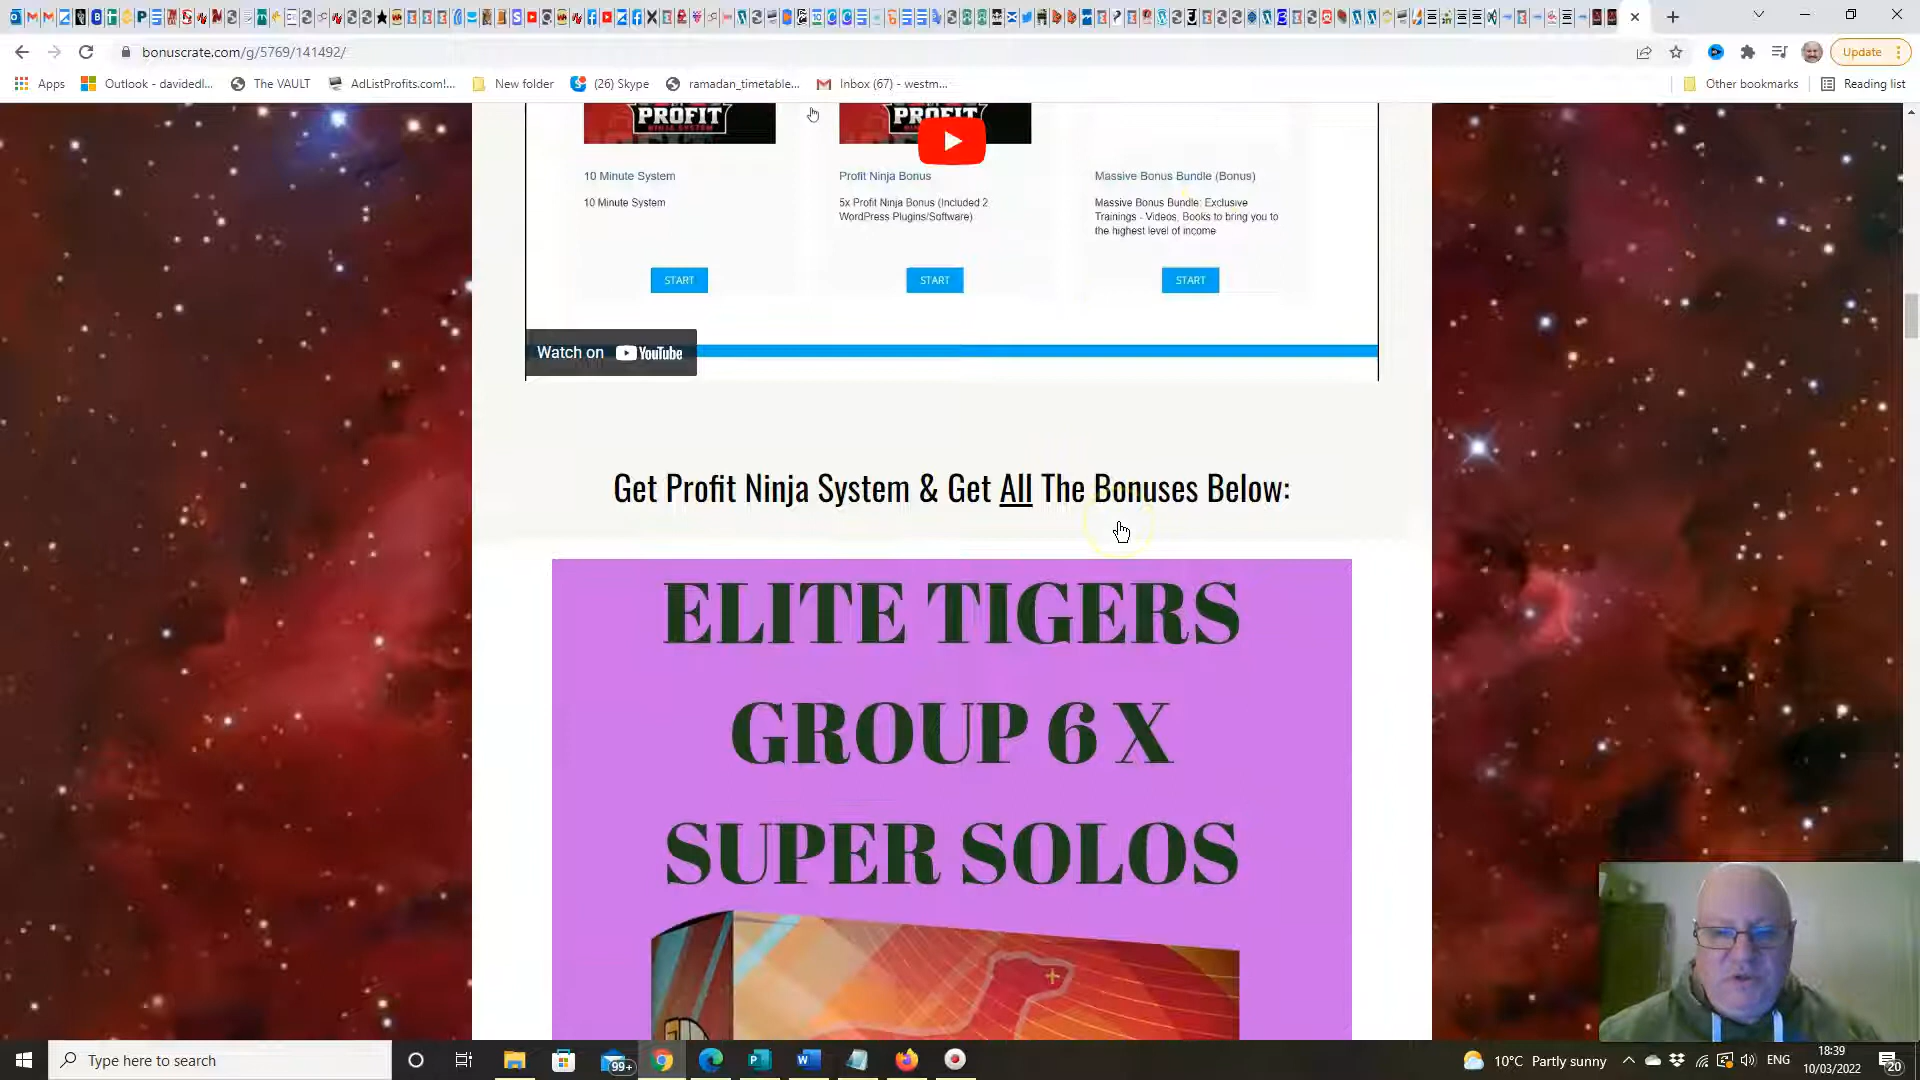 bonuscrate.com/g/5769/141492/
Update
Apps
Outlook - davidedl...
The VAULT
AdListProfits.com!...
New folder
(26) Skype
ramadan_timetable...
Inbox (67) - westm...
Other bookmarks
Reading list
PROFIT
PROFIT
10 Minute System
Profit Ninja Bonus
Massive Bonus Bundle (Bonus)
10 Minute System
5x Profit Ninja Bonus (Included 2
WordPress Plugins/Software)
Massive Bonus Bundle: Exclusive
Trainings - Video, Books to bring you to
the highest level of income
START
START
START
Watch on YouTube
Get Profit Ninja System & Get All The Bonuses Below:
ELITE TIGERS
GROUP 6 X
SUPER SOLOS
Type here to search
99+
10°C Partly sunny
ENG
18:39
10/03/2022
20